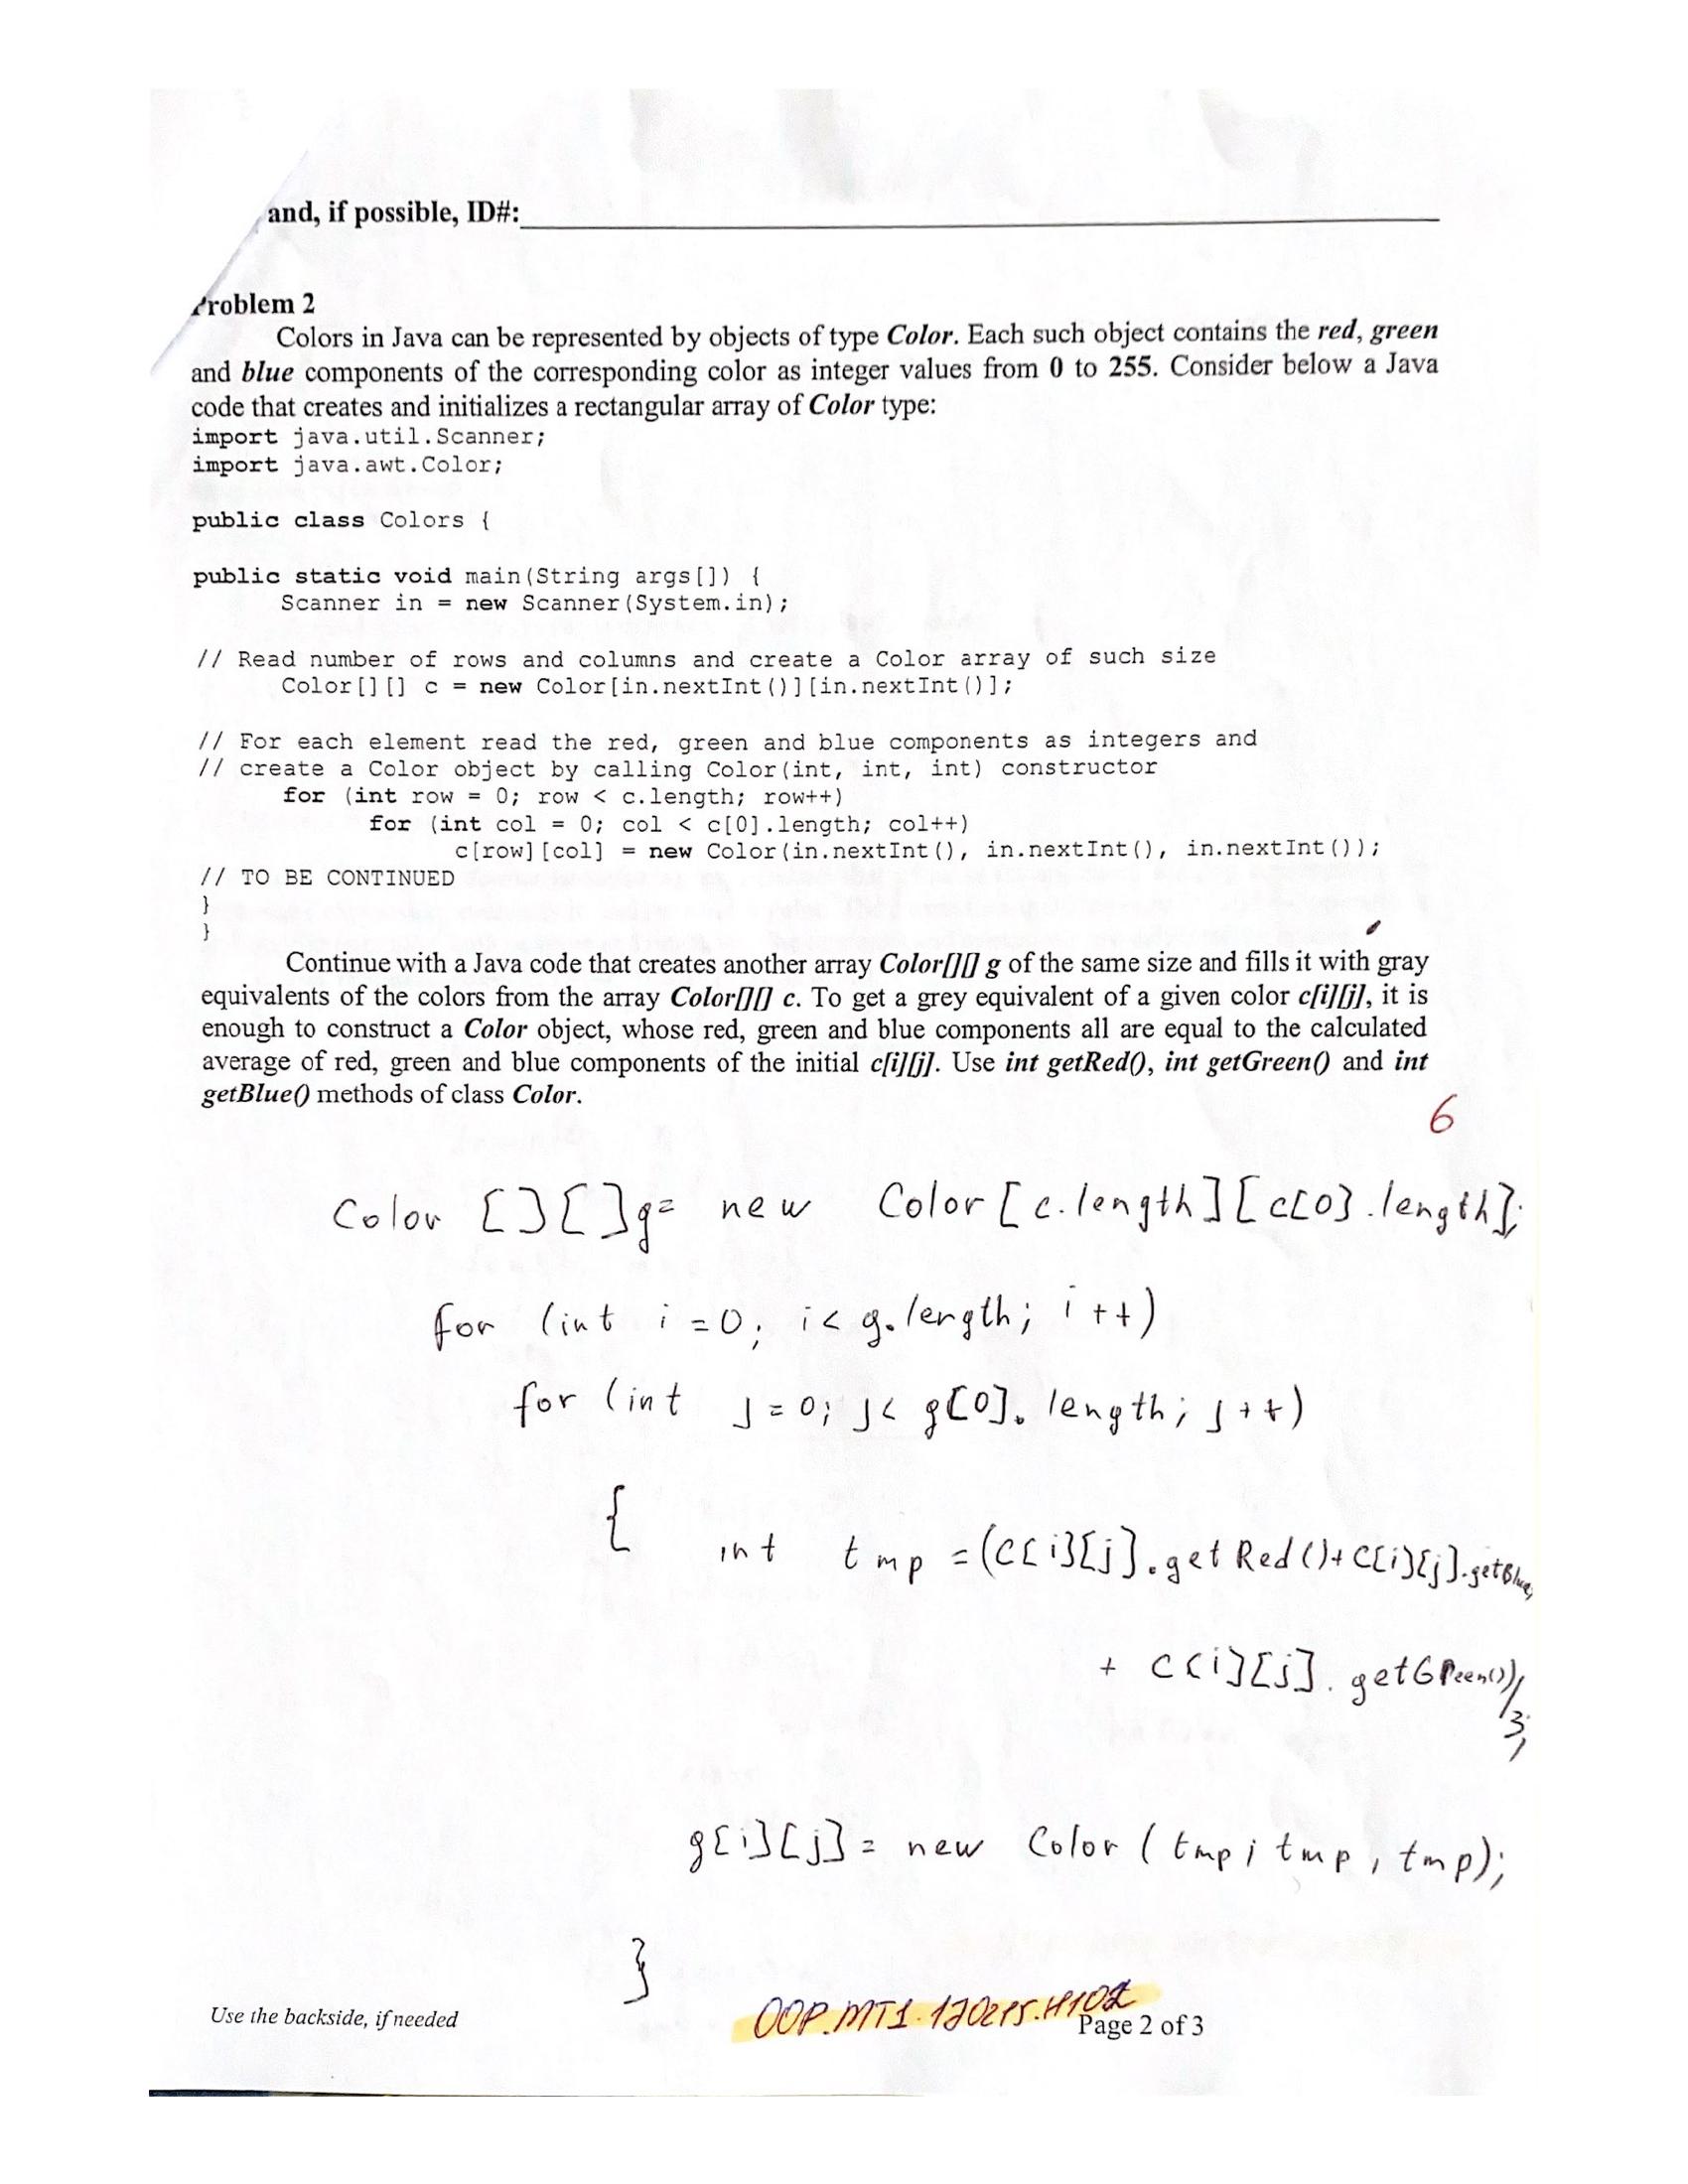 and, if possible, ID#:
Problem 2
Colors in Java can be represented by objects of type Color. Each such object contains the red, green
and blue components of the corresponding color as integer values from 0 to 255. Consider below a Java
code that creates and initializes a rectangular array of Color type:
import java.util.Scanner;
import java.awt.Color;
public class Colors {
public static void main(String args[]) {
Scanner in = new Scanner(System.in);
// Read number of rows and columns and create a Color array of such size
Color[][] c = new Color[in.nextInt()][in.nextInt()];
// For each element read the red, green and blue components as integers and
// create a Color object by calling Color(int, int, int) constructor
for (int row = 0; row < c.length; row++)
for (int col = 0; col < c[0].length; col++)
c[row][col] = new Color(in.nextInt(), in.nextInt(), in.nextInt());
// TO BE CONTINUED
}
}
Continue with a Java code that creates another array Color[][] g of the same size and fills it with gray
equivalents of the colors from the array Color[][] c. To get a grey equivalent of a given color c[i][j], it is
enough to construct a Color object, whose red, green and blue components all are equal to the calculated
average of red, green and blue components of the initial c[i][j]. Use int getRed(), int getGreen() and int
getBlue() methods of class Color.
6
Color [][]g= new Color[c.length][c[0].length];
for (int i=0; i< g.length; i++)
for (int j=0; j< g[0].length; j++)
{ int tmp =(c[i][j].getRed()+c[i][j].getBlue
+ c[i][j].getGreen())/3;
g[i][j]= new Color (tmp; tmp, tmp);
}
Use the backside, if needed
OOP.MT1.
Page 2 of 3